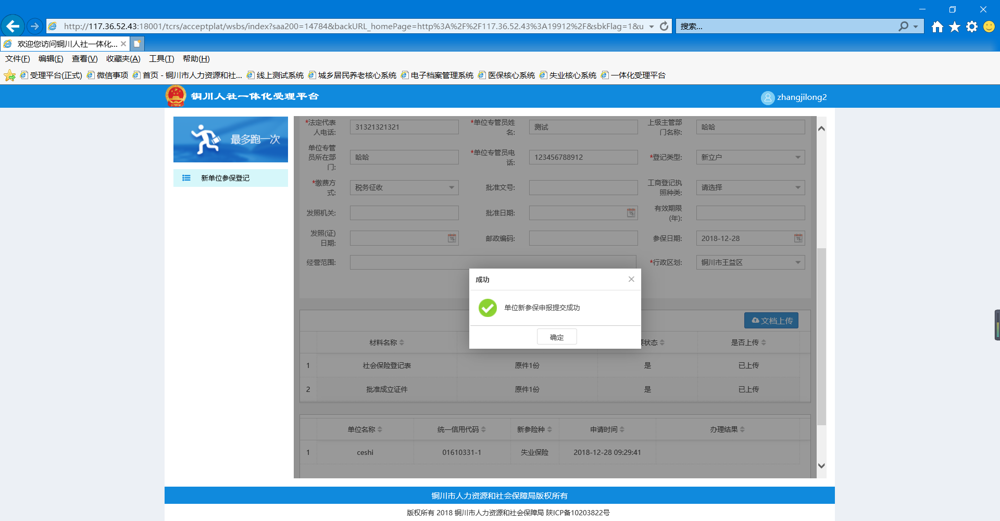 http://117.36.52.43:18001/tcrs/acceptplat/wsbs/index?saa200=14784&backURL_homePage=http%3A%2F%2F117.36.52.43%3A19912%2F&sbkFlag=1&u
搜索...
欢迎您访问铜川人社一体化...
文件(F) 编辑(E) 查看(V) 收藏夹(A) 工具(T) 帮助(H)
受理平台(正式) 微信事项 首页 - 铜川市人力资源和社... 线上测试系统 城乡居民养老核心系统 电子档案管理系统 医保核心系统 失业核心系统 一体化受理平台
铜川人社一体化受理平台
zhangjilong2
最多跑一次
新单位参保登记
*法定代表人电话: 31321321321 *单位专管员姓名: 测试 上级主管部门名称: 哈哈
单位专管员所在部门: 哈哈 *单位专管员电话: 123456788912 *登记类型: 新立户
*缴费方式: 税务征收 批准文号: 工商登记执照种类: 请选择
发照机关: 批准日期: 15 有效期限(年):
发照(证)日期: 15 邮政编码: 参保日期: 2018-12-28 15
经营范围: *行政区划: 铜川市王益区
成功
单位新参保申报提交成功
确定
文档上传
材料名称 状态 是否上传
1 社会保险登记表 原件1份 是 已上传
2 批准成立证件 原件1份 是 已上传
单位名称 统一信用代码 新参险种 申请时间 办理结果
1 ceshi 01610331-1 失业保险 2018-12-28 09:29:41
铜川市人力资源和社会保障局版权所有
版权所有 2018 铜川市人力资源和社会保障局 陕ICP备10203822号